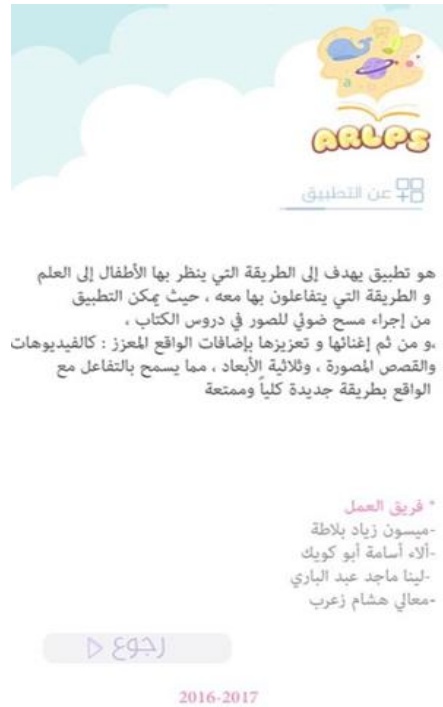 ARLPS
عن التطبيق
هو تطبيق يهدف إلى الطريقة التي ينظر بها الأطفال إلى العلم
و الطريقة التي يتفاعلون بها معه ، حيث يمكن التطبيق
من إجراء مسح ضوئي للصور في دروس الكتاب ،
،و من ثم إغنائها و تعزيزها بإضافات الواقع المعزز : كالفيديوهات
والقصص المصورة ، وثلاثية الأبعاد ، مما يسمح بالتفاعل مع
الواقع بطريقة جديدة كلياً وممتعة
* فريق العمل
-ميسون زياد بلاطة
-ألاء أسامة أبو كويك
-لينا ماجد عبد الباري
-معالي هشام زعرب
رجوع
2016-2017